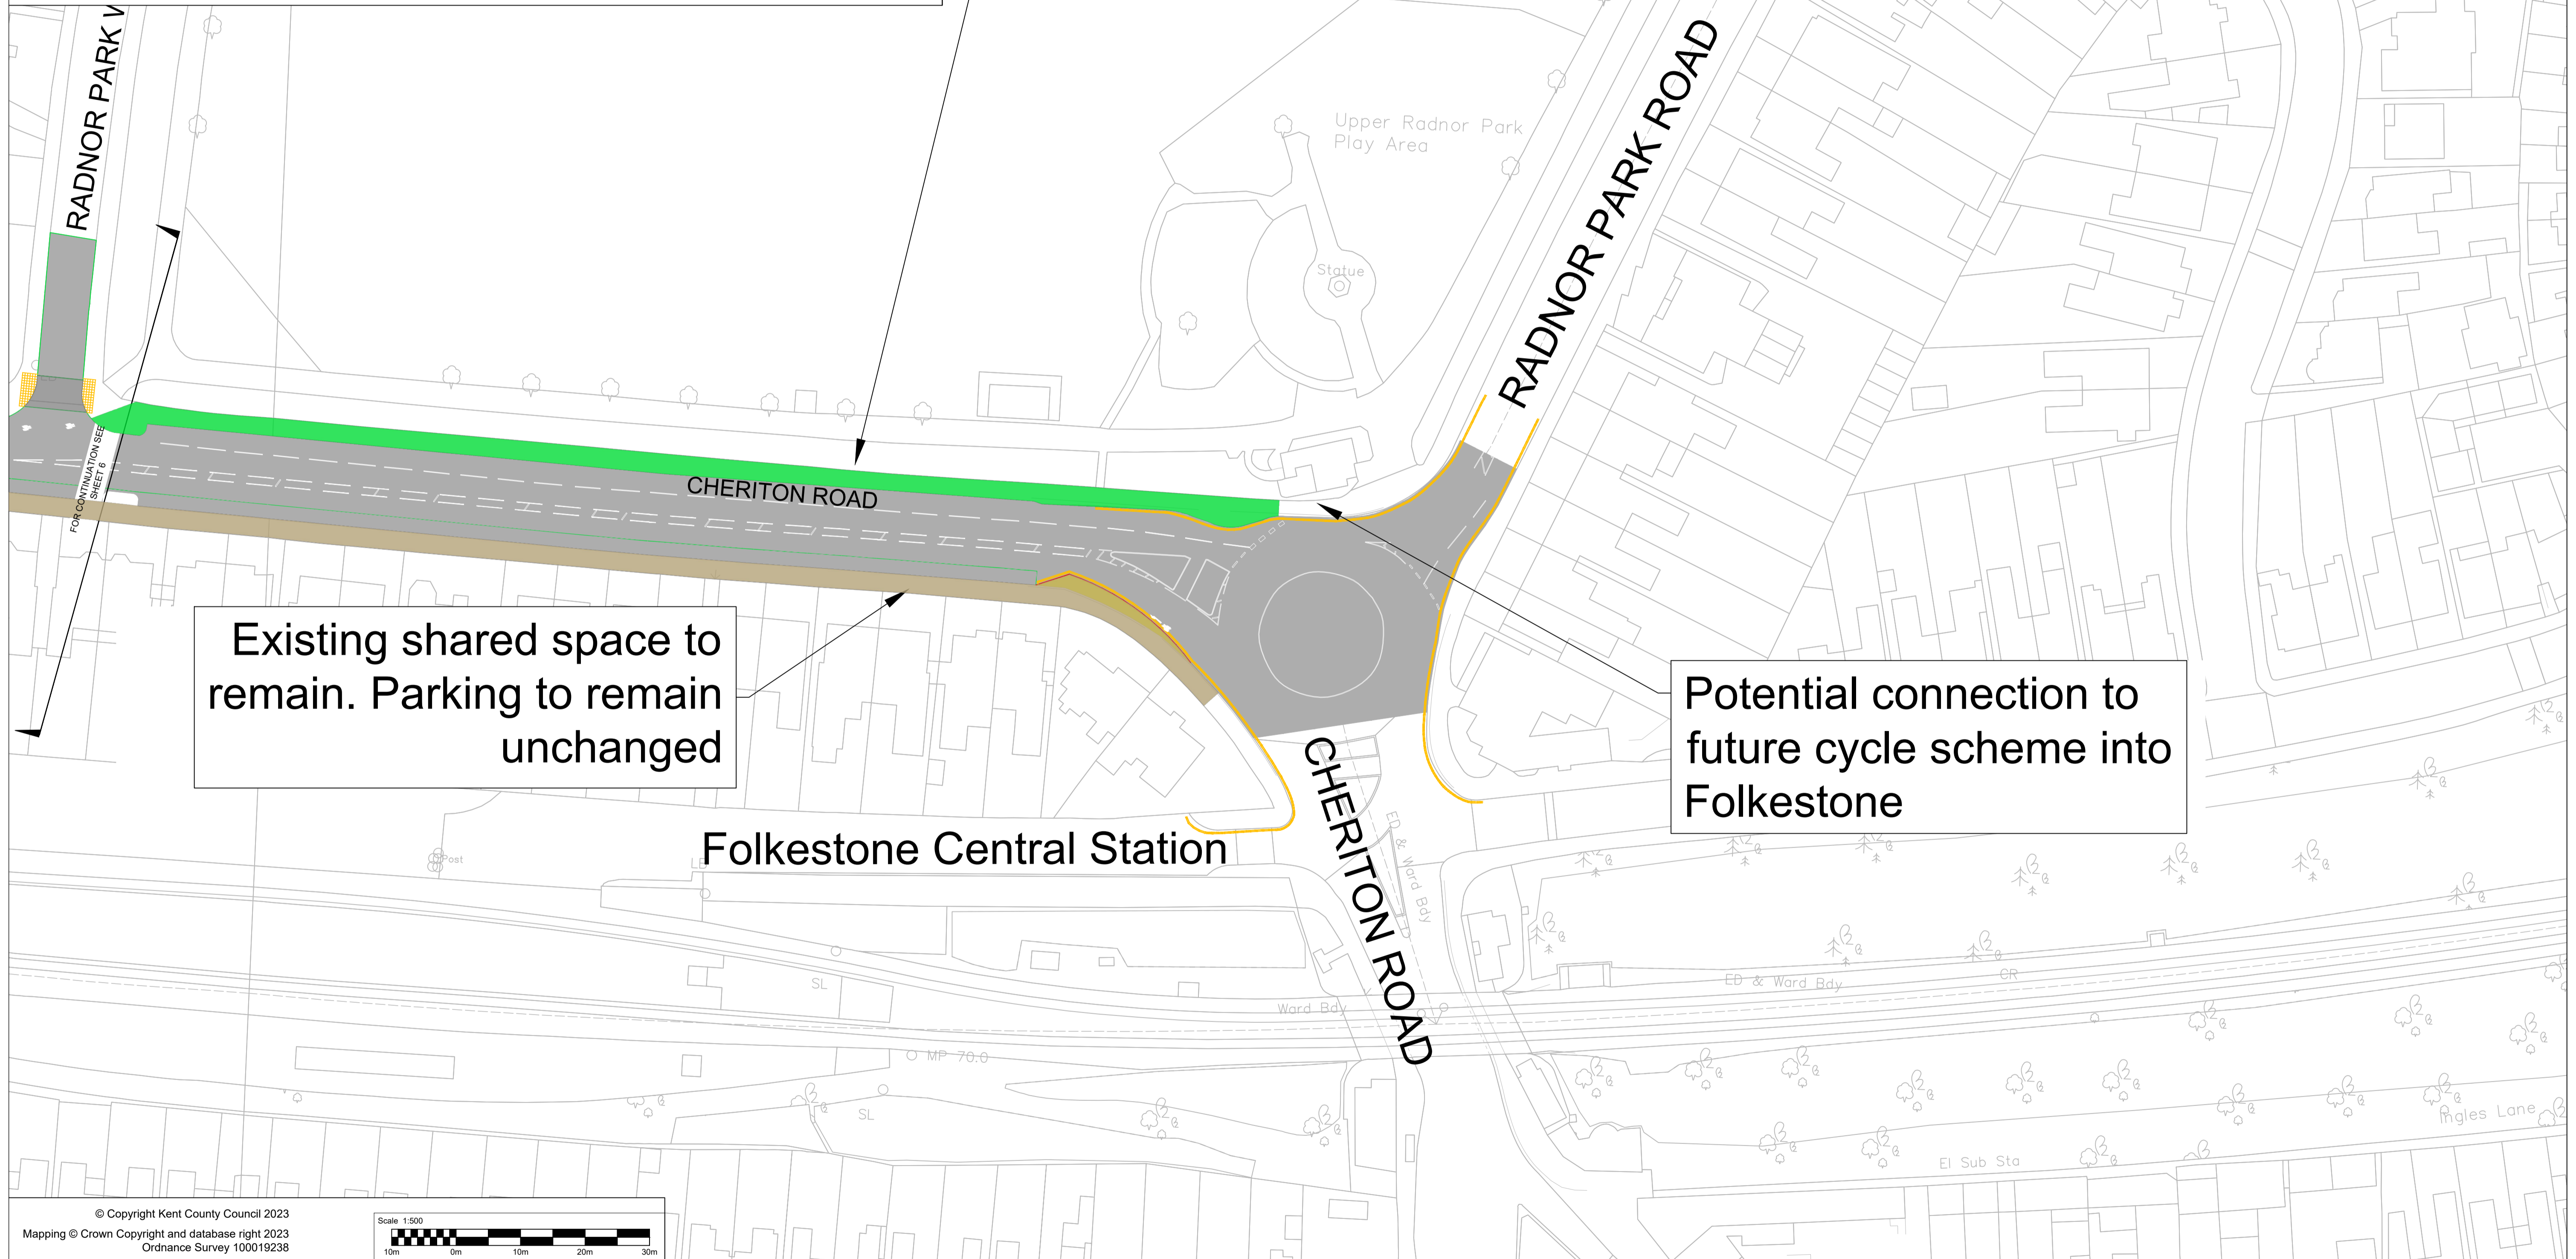 RADNOR PARK
Upper Radnor Park
Play Area
Statue
RADNOR PARK ROAD
CHERITON ROAD
FOR CONTINUATION SEE
SHEET 6
Existing shared space to
remain. Parking to remain
unchanged
Potential connection to
future cycle scheme into
Folkestone
Folkestone Central Station
CHERITON ROAD
ED & Ward Bdy
Post
SL
Ward Bdy
ED & Ward Bdy
CR
MP 70.0
SL
El Sub Sta
Ingles Lane
© Copyright Kent County Council 2023
Mapping © Crown Copyright and database right 2023
Ordnance Survey 100019238
Scale 1:500
10m 0m 10m 20m 30m